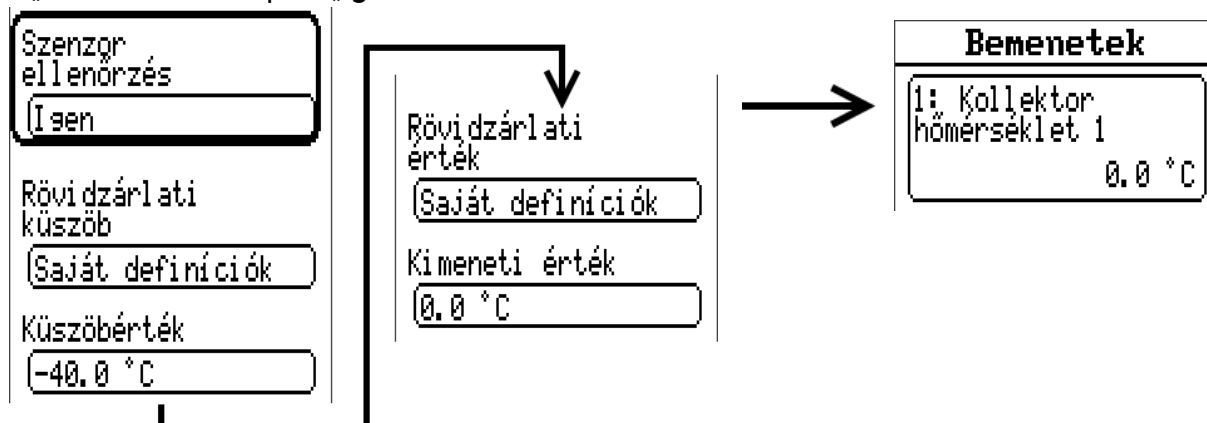 Szenzor
ellenőrzés
Igen
Rövidzárlati
küszöb
Saját definíciók
Küszöbérték
-40.0 °C
Rövidzárlati
érték
Saját definíciók
Kimeneti érték
0.0 °C
Bemenetek
1: Kollektor
hőmérséklet 1
0.0 °C